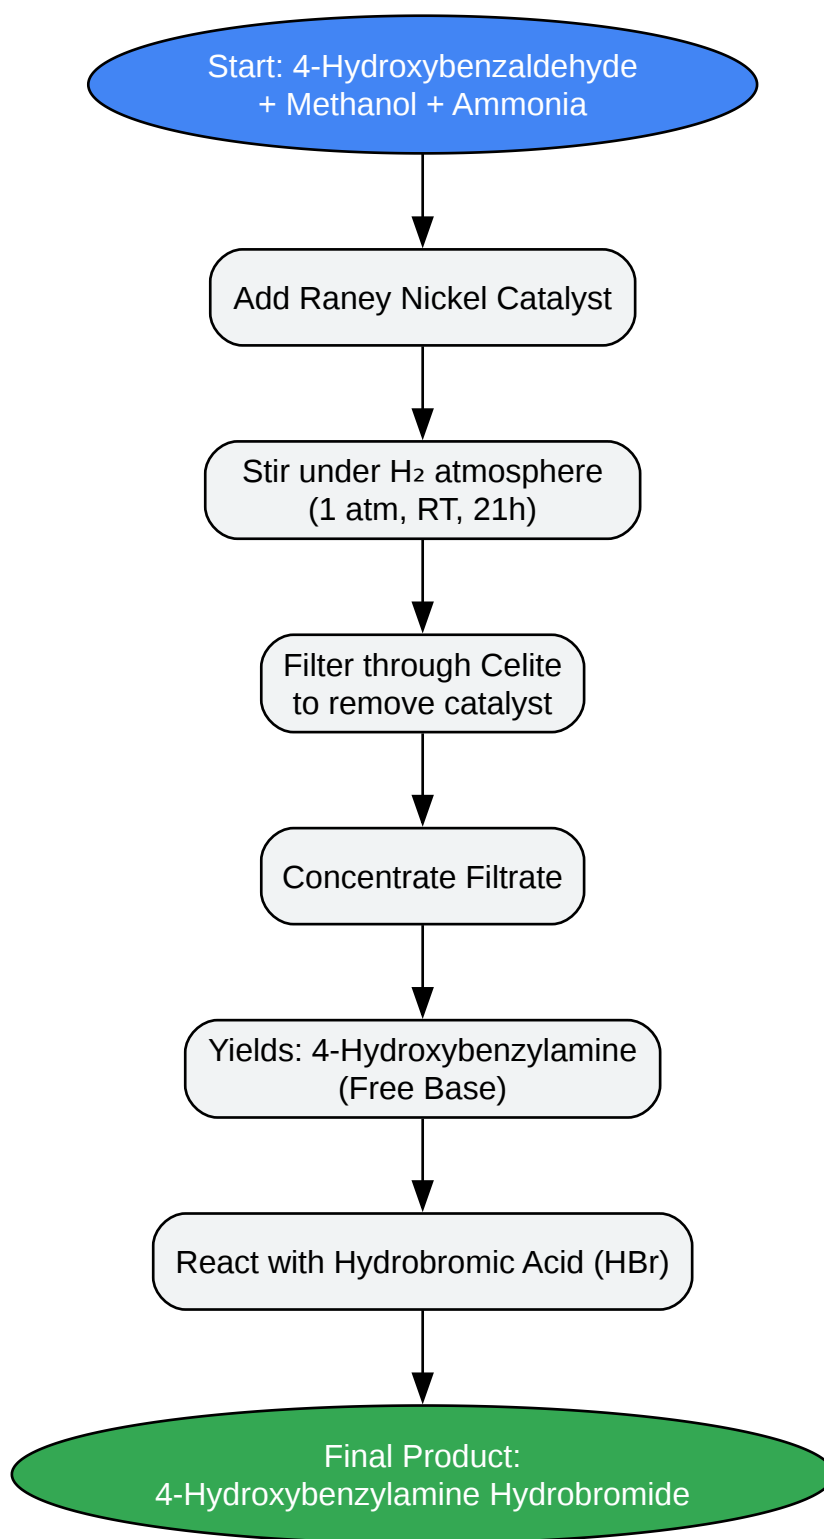 Start: 4-Hydroxybenzaldehyde
+ Methanol + Ammonia
Add Raney Nickel Catalyst
Stir under H₂ atmosphere
(1 atm, RT, 21h)
Filter through Celite
to remove catalyst
Concentrate Filtrate
Yields: 4-Hydroxybenzylamine
(Free Base)
React with Hydrobromic Acid (HBr)
Final Product:
4-Hydroxybenzylamine Hydrobromide